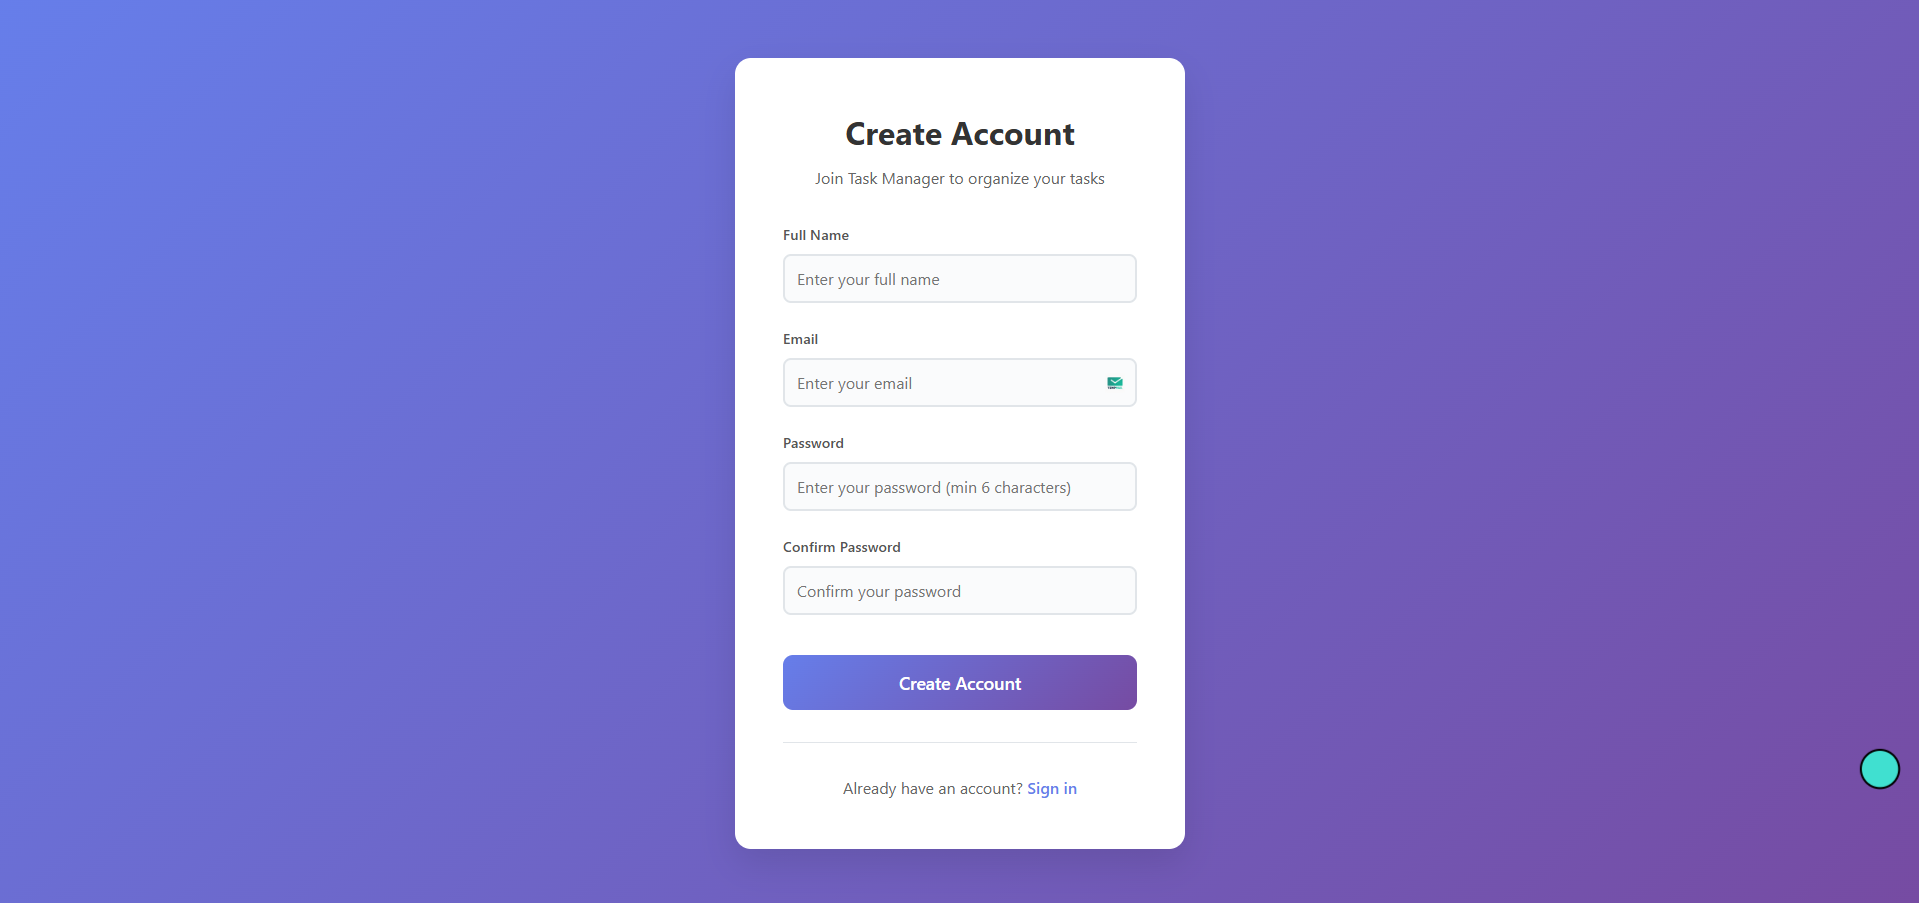 Create Account
Join Task Manager to organize your tasks
Full Name
Enter your full name
Email
Enter your email
Password
Enter your password (min 6 characters)
Confirm Password
Confirm your password
Create Account
Already have an account? Sign in